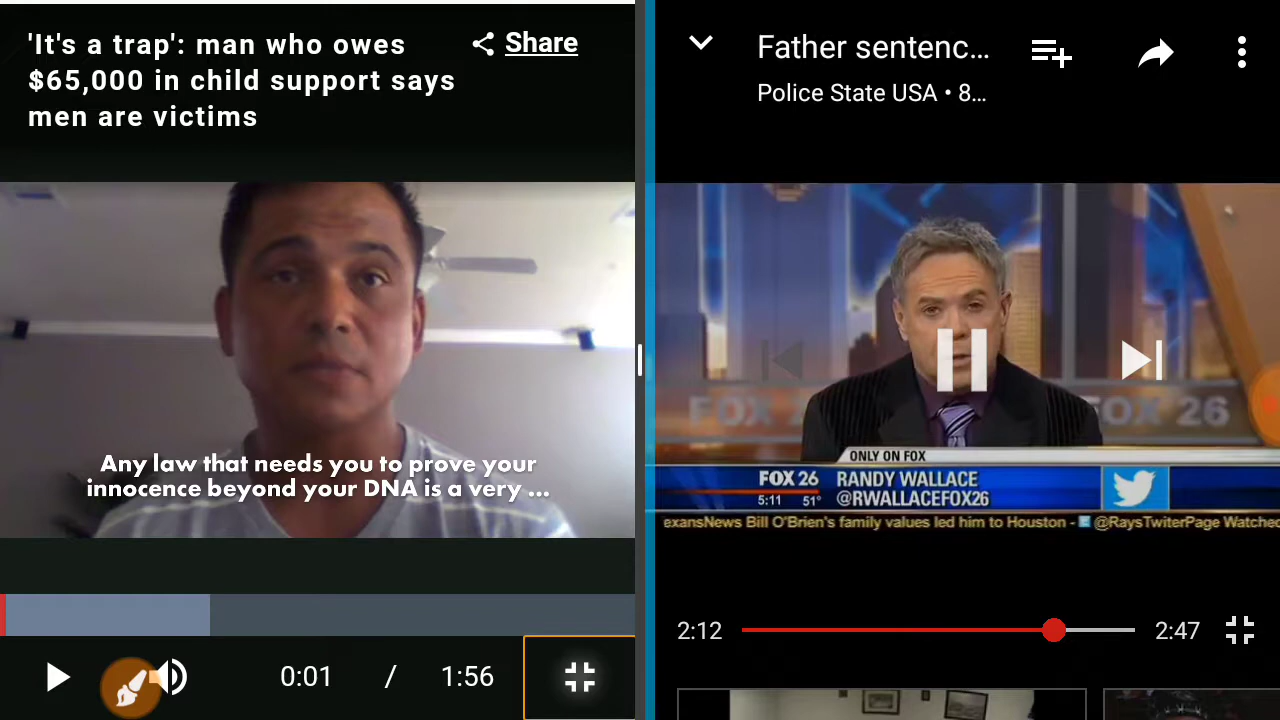 'It's a trap': man who owes
$65,000 in child support says
men are victims
Share
Any law that needs you to prove your
innocence beyond your DNA is a very ...
0:01 / 1:56
Father sentenc...
Police State USA • 8...
FOX 26
ONLY ON FOX
FOX 26 RANDY WALLACE
5:11 51° @RWALLACEFOX26
exansNews Bill O'Brien's family values led him to Houston - @RaysTwiterPage Watched
2:12 2:47